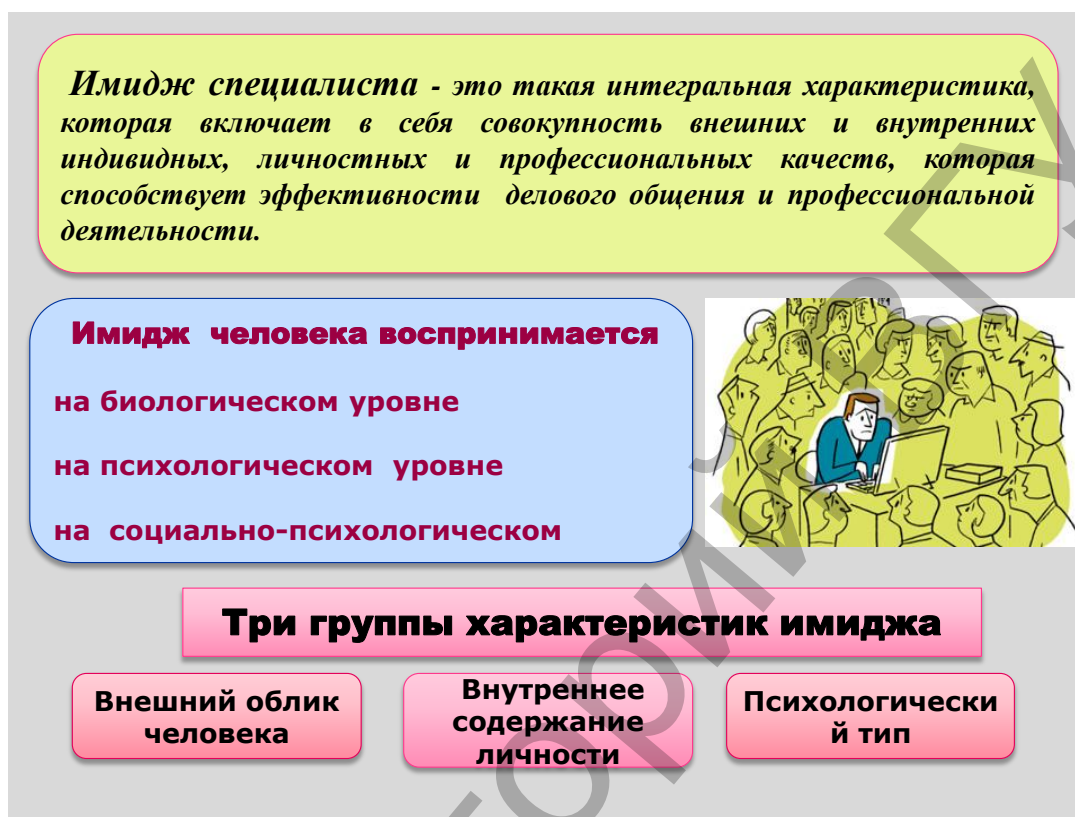 Имидж специалиста - это такая интегральная характеристика,
которая включает в себя совокупность внешних и внутренних
индивидных, личностных и профессиональных качеств, которая
способствует эффективности делового общения и профессиональной
деятельности.
Имидж человека воспринимается
на биологическом уровне
на психологическом уровне
на социально-психологическом
Три группы характеристик имиджа
Внешний облик
человека
Внутреннее
содержание
личности
Психологически
й тип